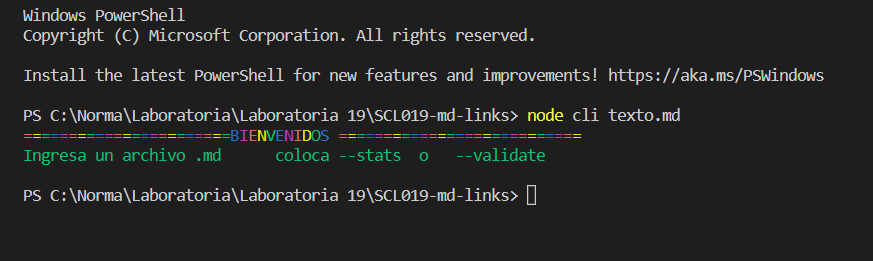 Windows PowerShell
Copyright (C) Microsoft Corporation. All rights reserved.
Install the latest PowerShell for new features and improvements! https://aka.ms/PSWindows
PS C:\Norma\Laboratoria\Laboratoria 19\SCL019-md-links> node cli texto.md
=======================BIENVENIDOS ===========================
Ingresa un archivo .md      coloca --stats  o   --validate
PS C:\Norma\Laboratoria\Laboratoria 19\SCL019-md-links>